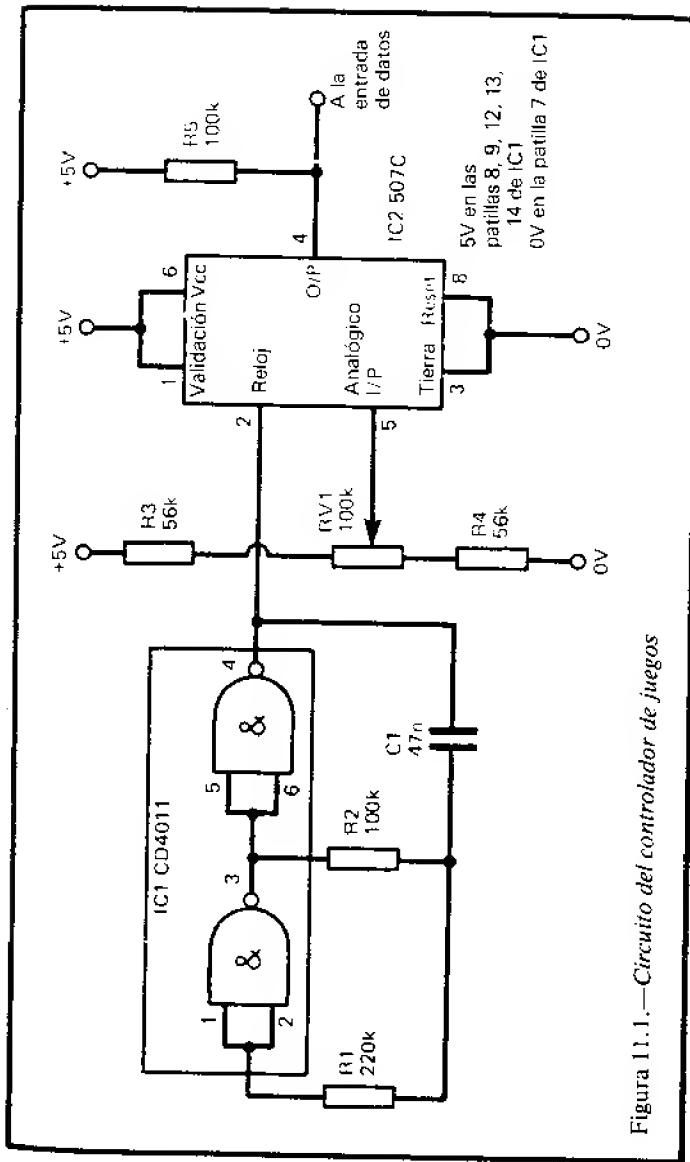 +5V
R5
100k
A la
entrada
de datos
+5V
1
6
Validación Vcc
Reloj
2
O/P
4
IC2 507C
Analógico
I/P
5
Tierra Reset
3
8
0V
5V en las
patillas 8, 9, 12, 13,
14 de IC1
0V en la patilla 7 de IC1
+5V
R3
56k
RV1
100k
R4
56k
0V
IC1 CD4011
1
2
&
3
5
6
&
4
R1
220k
R2
100k
C1
47n
Figura 11.1.—Circuito del controlador de juegos